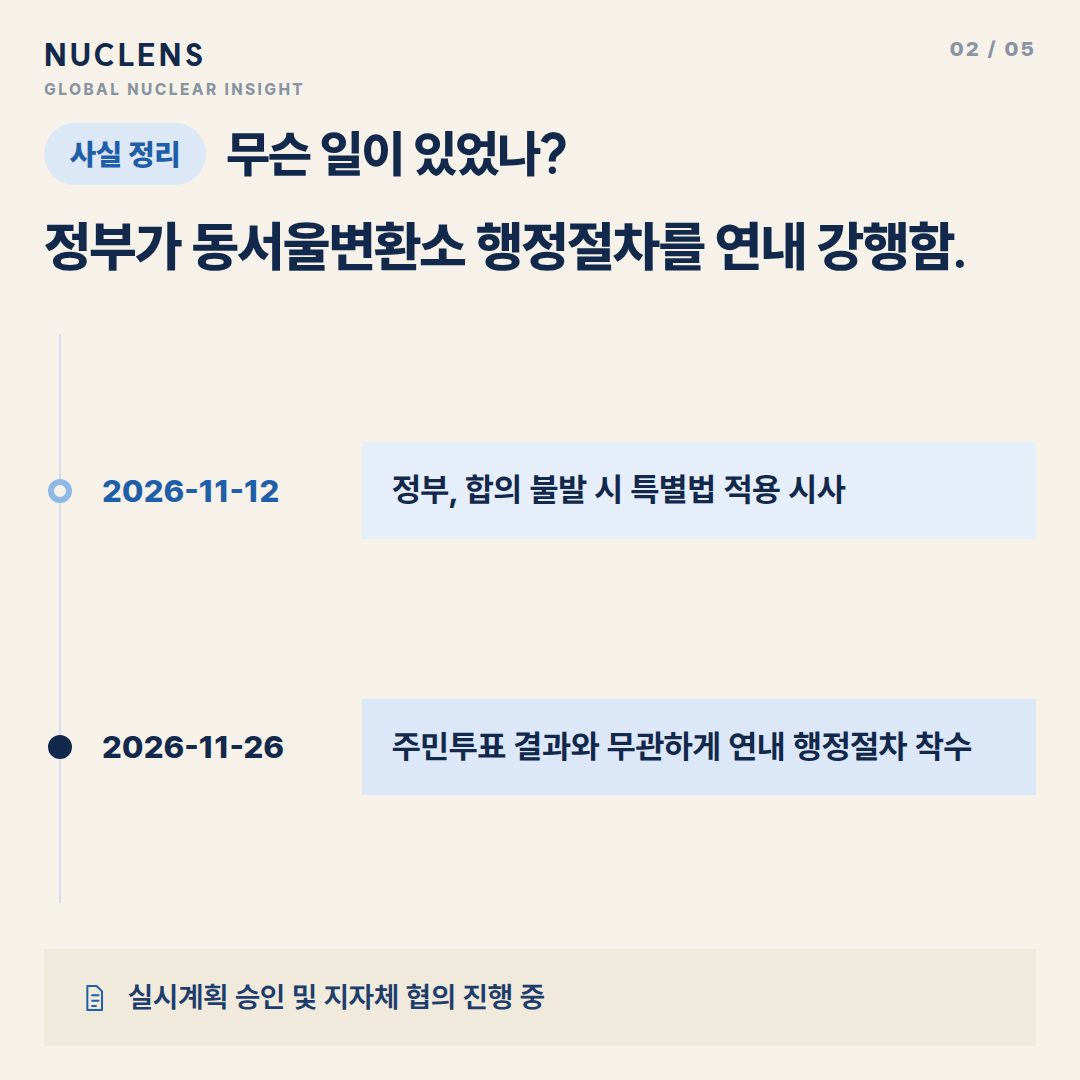 NUCLENS
02 / 05
GLOBAL NUCLEAR INSIGHT
사실 정리
무슨 일이 있었나?
정부가 동서울변환소 행정절차를 연내 강행함.
2026-11-12
정부, 합의 불발 시 특별법 적용 시사
2026-11-26
주민투표 결과와 무관하게 연내 행정절차 착수
실시계획 승인 및 지자체 협의 진행 중